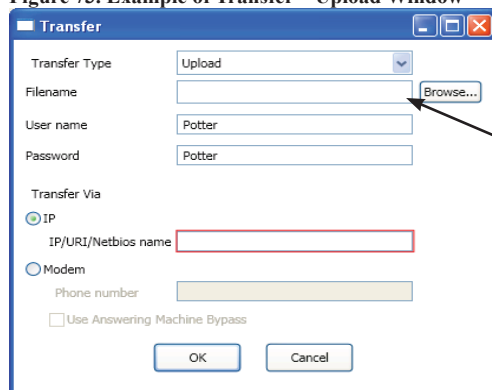 Figure 73. Example of Transfer – Upload Window
Transfer
Transfer Type Upload
Filename Browse...
User name Potter
Password Potter
Transfer Via
IP
IP/URI/Netbios name
Modem
Phone number
Use Answering Machine Bypass
OK Cancel